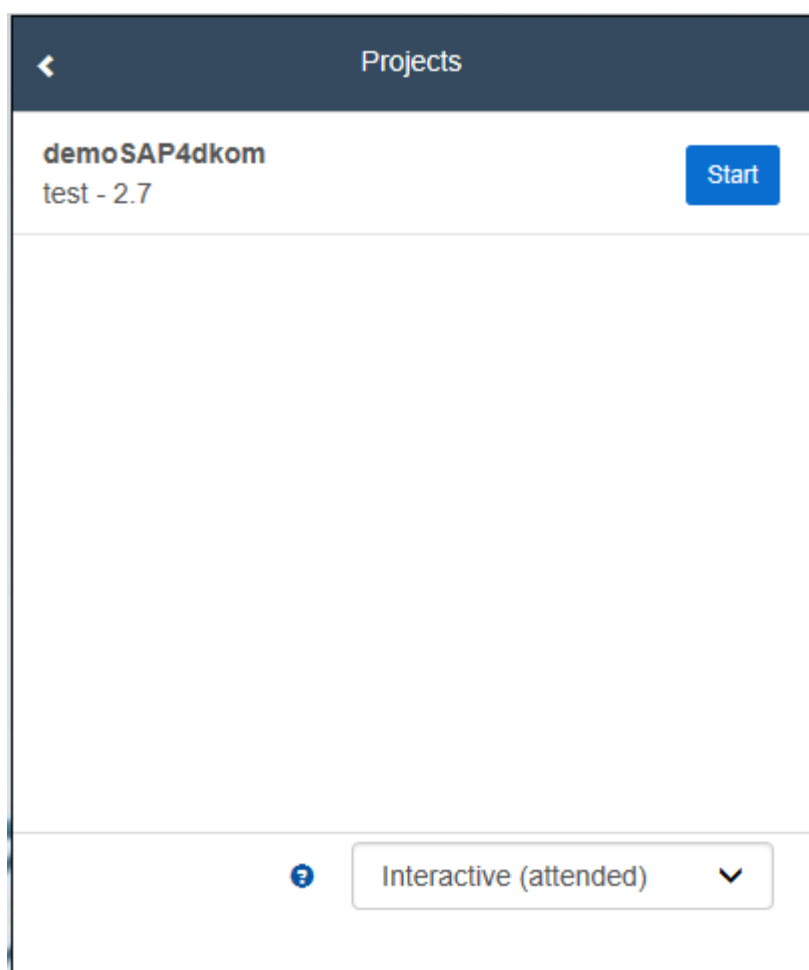 Projects
demoSAP4dkom
test - 2.7
Start
Interactive (attended)